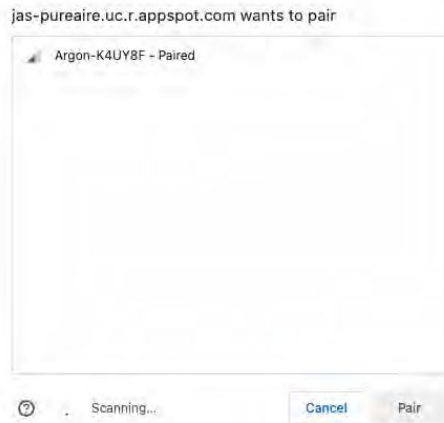 jas-pureaire.uc.r.appspot.com wants to pair
Argon-K4UY8F - Paired
Scanning...
Cancel
Pair